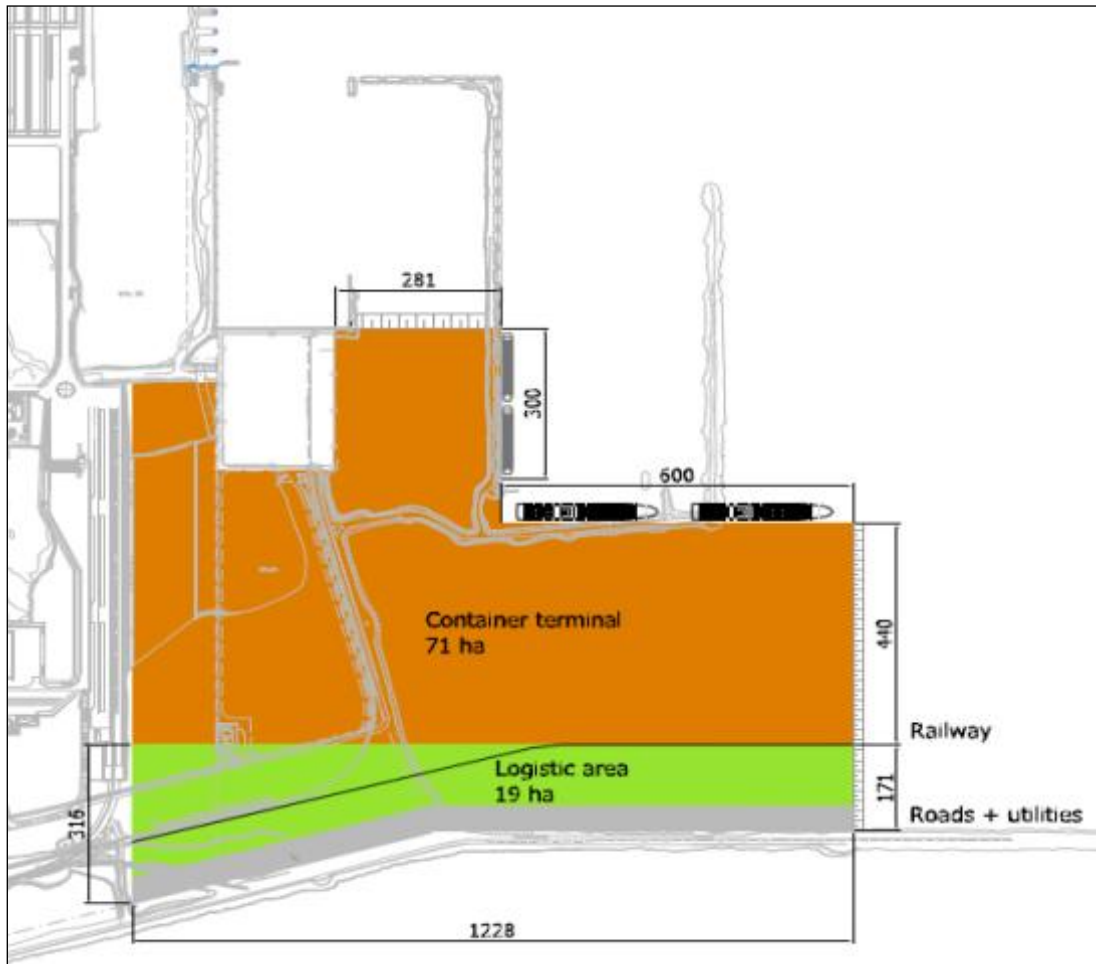 281
300
600
Container terminal
71 ha
440
Railway
Logistic area
19 ha
171
316
Roads + utilities
1228